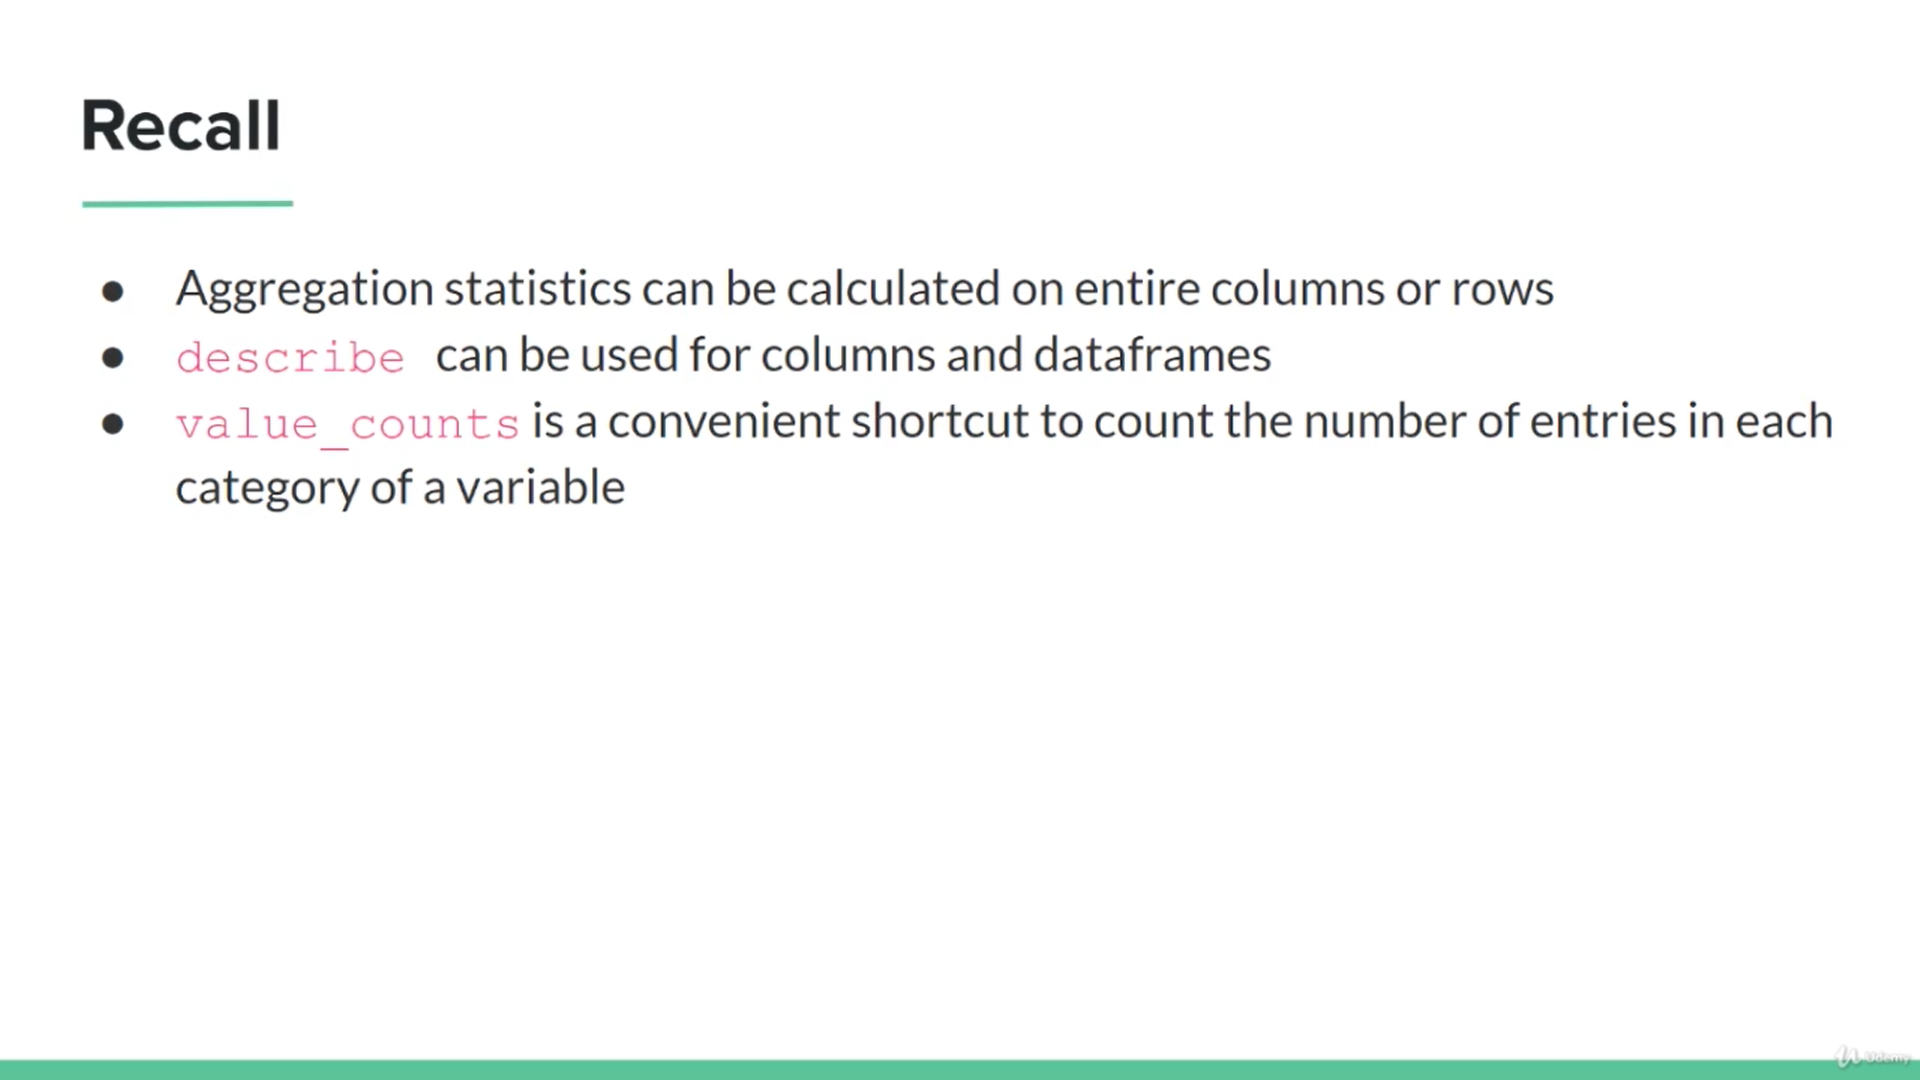 Recall
● Aggregation statistics can be calculated on entire columns or rows
● describe can be used for columns and dataframes
● value_counts is a convenient shortcut to count the number of entries in each
category of a variable
Udemy